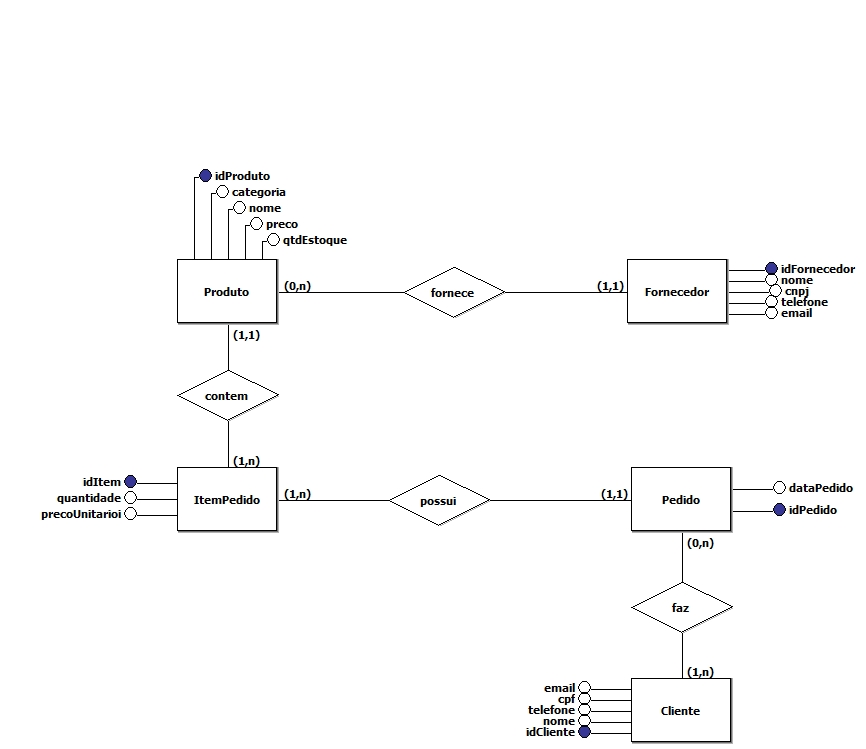 idProduto
categoria
nome
preco
qtdEstoque
Produto
(0,n)
fornece
(1,1)
Fornecedor
idFornecedor
nome
cnpj
telefone
email
(1,1)
contem
(1,n)
idItem
quantidade
precoUnitarioi
ItemPedido
(1,n)
possui
(1,1)
Pedido
dataPedido
idPedido
(0,n)
faz
(1,n)
email
cpf
telefone
nome
idCliente
Cliente